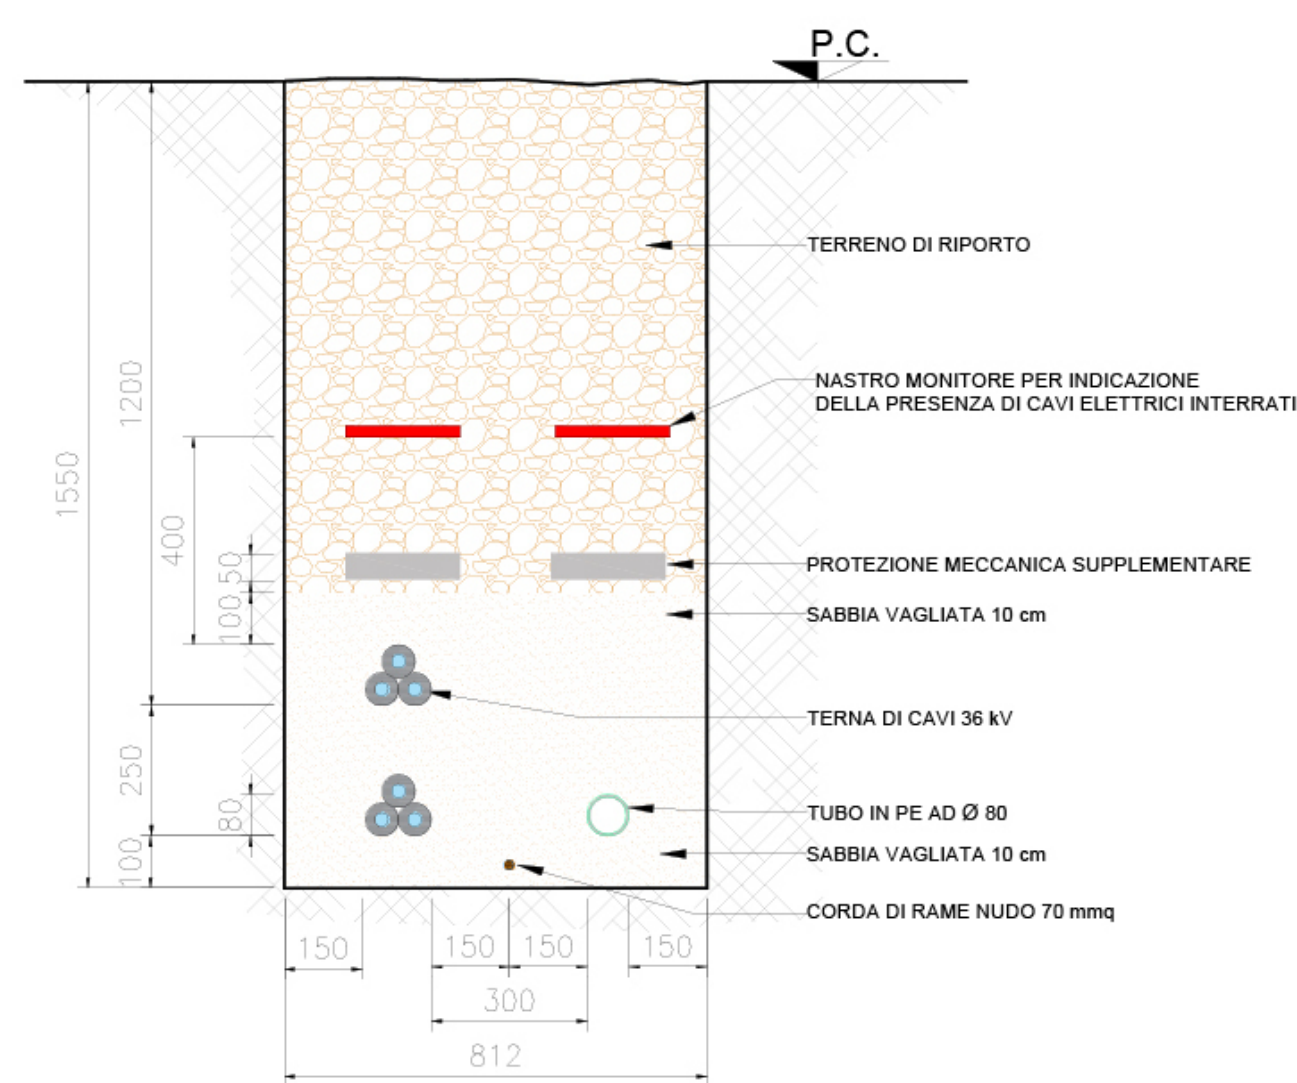 P.C.
TERRENO DI RIPORTO
1200
NASTRO MONITORE PER INDICAZIONE
DELLA PRESENZA DI CAVI ELETTRICI INTERRATI
1550
400
50
PROTEZIONE MECCANICA SUPPLEMENTARE
100
SABBIA VAGLIATA 10 cm
TERNA DI CAVI 36 kV
250
80
TUBO IN PE AD Ø 80
100
SABBIA VAGLIATA 10 cm
CORDA DI RAME NUDO 70 mmq
150 150 150 150
300
812